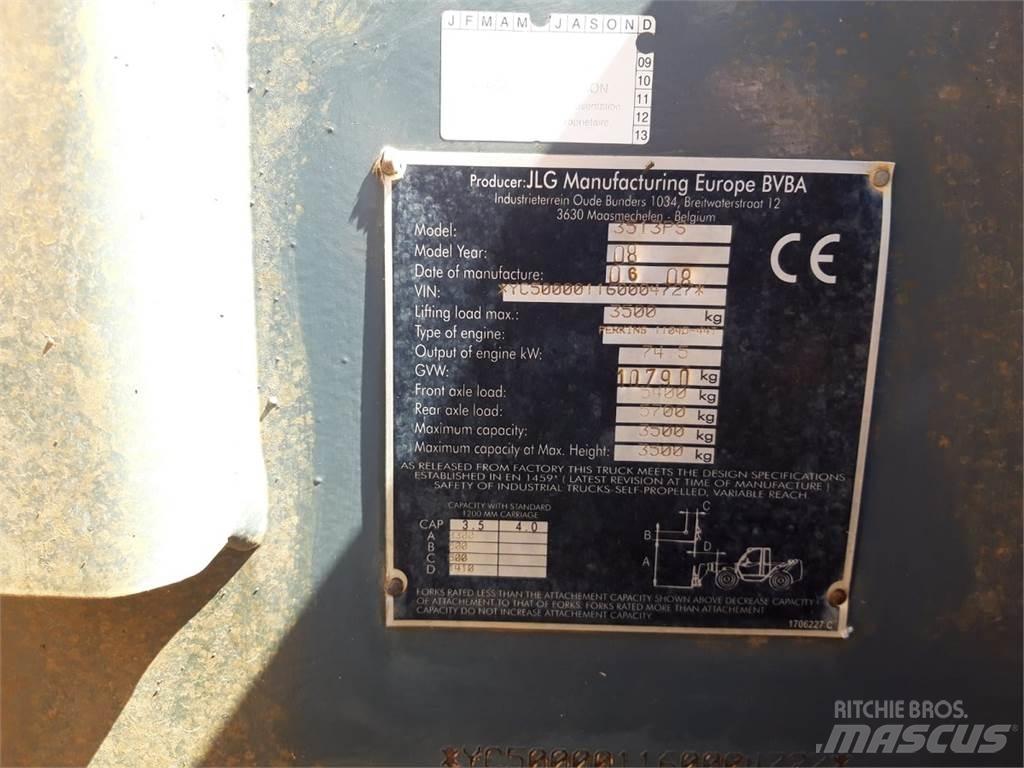 J F M A M J J A S O N D
09
10
11
12
13
Producer: JLG Manufacturing Europe BVBA
Industrieterrein Oude Bunders 1034, Breitwaterstraat 12
3630 Maasmechelen - Belgium
Model: 3513PS
Model Year: 08
Date of manufacture: 06 08
VIN: *YC500001160004727*
Lifting load max.: 3500 kg
Type of engine: PERKINS
Output of engine kW: 74.5
GVW: 10790 kg
Front axle load: 5400 kg
Rear axle load: 5700 kg
Maximum capacity: 3500 kg
Maximum capacity at Max. Height: 3500 kg
AS RELEASED FROM FACTORY THIS TRUCK MEETS THE DESIGN SPECIFICATIONS
ESTABLISHED IN EN 1459* ( LATEST REVISION AT TIME OF MANUFACTURE )
SAFETY OF INDUSTRIAL TRUCKS-SELF-PROPELLED, VARIABLE REACH.
CE
CAPACITY WITH STANDARD
1200 MM CARRIAGE
CAP 3.5 4.0
A
B
C
D
C
B
D
A
FORKS RATED LESS THAN THE ATTACHEMENT CAPACITY SHOWN ABOVE DECREASE CAPACITY
OF ATTACHEMENT TO THAT OF FORKS. FORKS RATED MORE THAN ATTACHEMENT
CAPACITY DO NOT INCREASE ATTACHEMENT CAPACITY.
1706227 C
RITCHIE BROS.
MASCUS